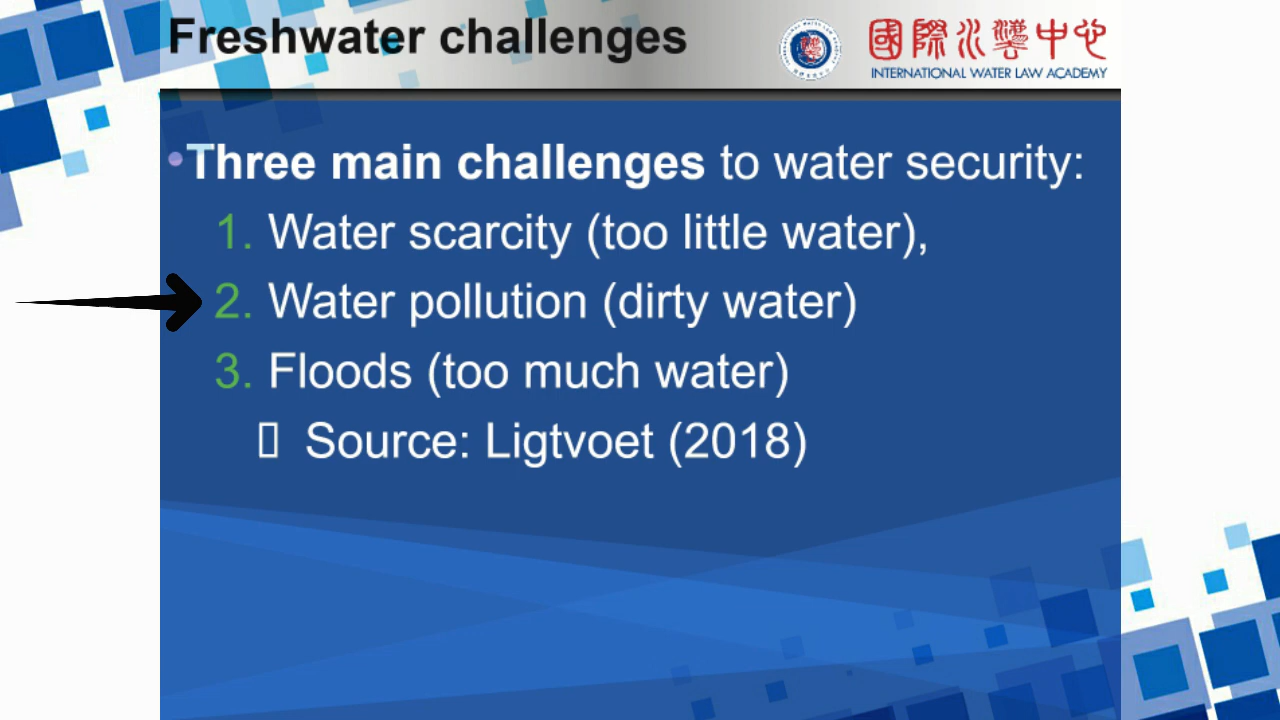 Freshwater challenges
國際水灋中心
INTERNATIONAL WATER LAW ACADEMY
•Three main challenges to water security:
1. Water scarcity (too little water),
2. Water pollution (dirty water)
3. Floods (too much water)
Source: Ligtvoet (2018)